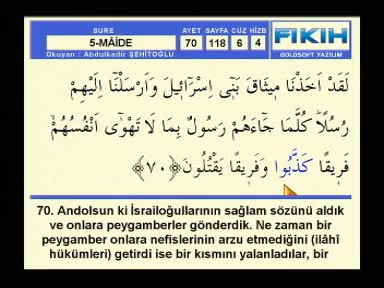 SURE
AYET SAYFA CÜZ HİZB
5-MÂİDE
70 118 6 4
Okuyan : Abdulkadir ŞEHİTOĞLU
FIKIH
GOLDSOFT YAZILIM
لَقَدْ اَخَذْنَا م۪يثَاقَ بَن۪ٓي اِسْرَٓائ۪يلَ وَاَرْسَلْنَٓا اِلَيْهِمْ
رُسُلًاۜ كُلَّمَا جَٓاءَهُمْ رَسُولٌ بِمَا لَا تَهْوٰٓى اَنْفُسُهُمْۙ
فَر۪يقًا كَذَّبُوا وَفَر۪يقًا يَقْتُلُونَ ﴿٧٠﴾
70. Andolsun ki İsrailoğullarının sağlam sözünü aldık
ve onlara peygamberler gönderdik. Ne zaman bir
peygamber onlara nefislerinin arzu etmediğini (ilâhî
hükümleri) getirdi ise bir kısmını yalanladılar, bir